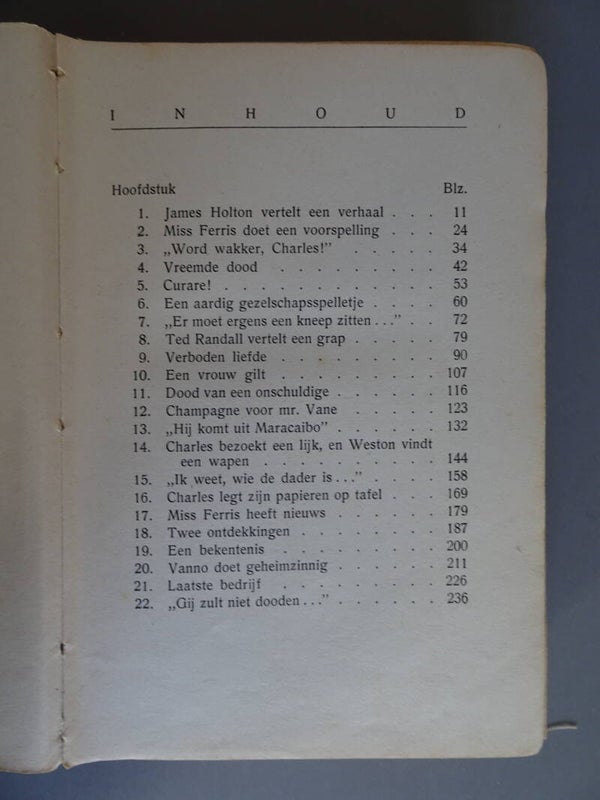 I N H O U D
Hoofdstuk Blz.
1. James Holton vertelt een verhaal . . . 11
2. Miss Ferris doet een voorspelling . . . 24
3. „Word wakker, Charles!” . . . . . 34
4. Vreemde dood . . . . . . . . . 42
5. Curare! . . . . . . . . . . . . 53
6. Een aardig gezelschapsspelletje . . . . 60
7. „Er moet ergens een kneep zitten . . .” . . 72
8. Ted Randall vertelt een grap . . . . . 79
9. Verboden liefde . . . . . . . . . 90
10. Een vrouw gilt . . . . . . . . . 107
11. Dood van een onschuldige . . . . . . 116
12. Champagne voor mr. Vane . . . . . 123
13. „Hij komt uit Maracaibo” . . . . . . 132
14. Charles bezoekt een lijk, en Weston vindt
een wapen . . . . . . . . . . 144
15. „Ik weet, wie de dader is . . .” . . . . 158
16. Charles legt zijn papieren op tafel . . . 169
17. Miss Ferris heeft nieuws . . . . . . 179
18. Twee ontdekkingen . . . . . . . . 187
19. Een bekentenis . . . . . . . . . 200
20. Vanno doet geheimzinnig . . . . . . 211
21. Laatste bedrijf . . . . . . . . . 226
22. „Gij zult niet dooden . . .” . . . . . . 236